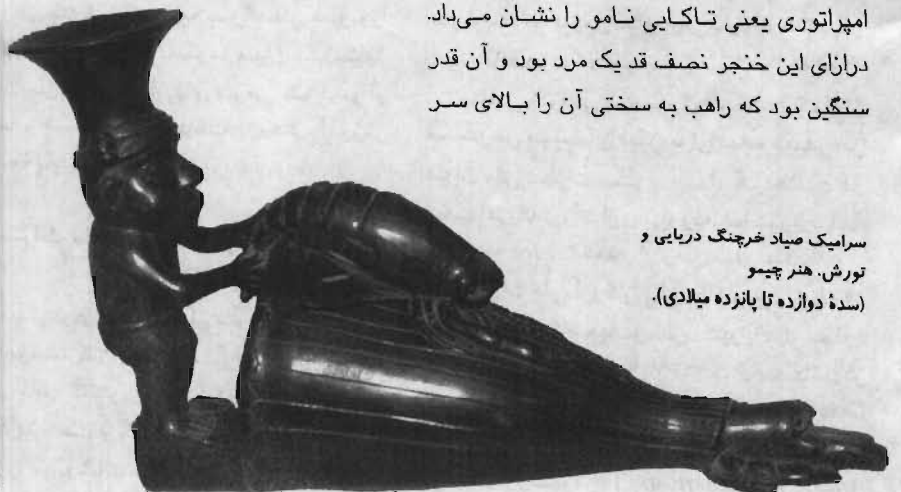 امپراتوری یعنی تاکایی نامو را نشان می‌داد.
درازای این خنجر نصف قد یک مرد بود و آن قدر
سنگین بود که راهب به سختی آن را بالای سر
سرامیک صیاد خرچنگ دریایی و
تورش. هنر چیمو
(سدهٔ دوازده تا پانزده میلادی).